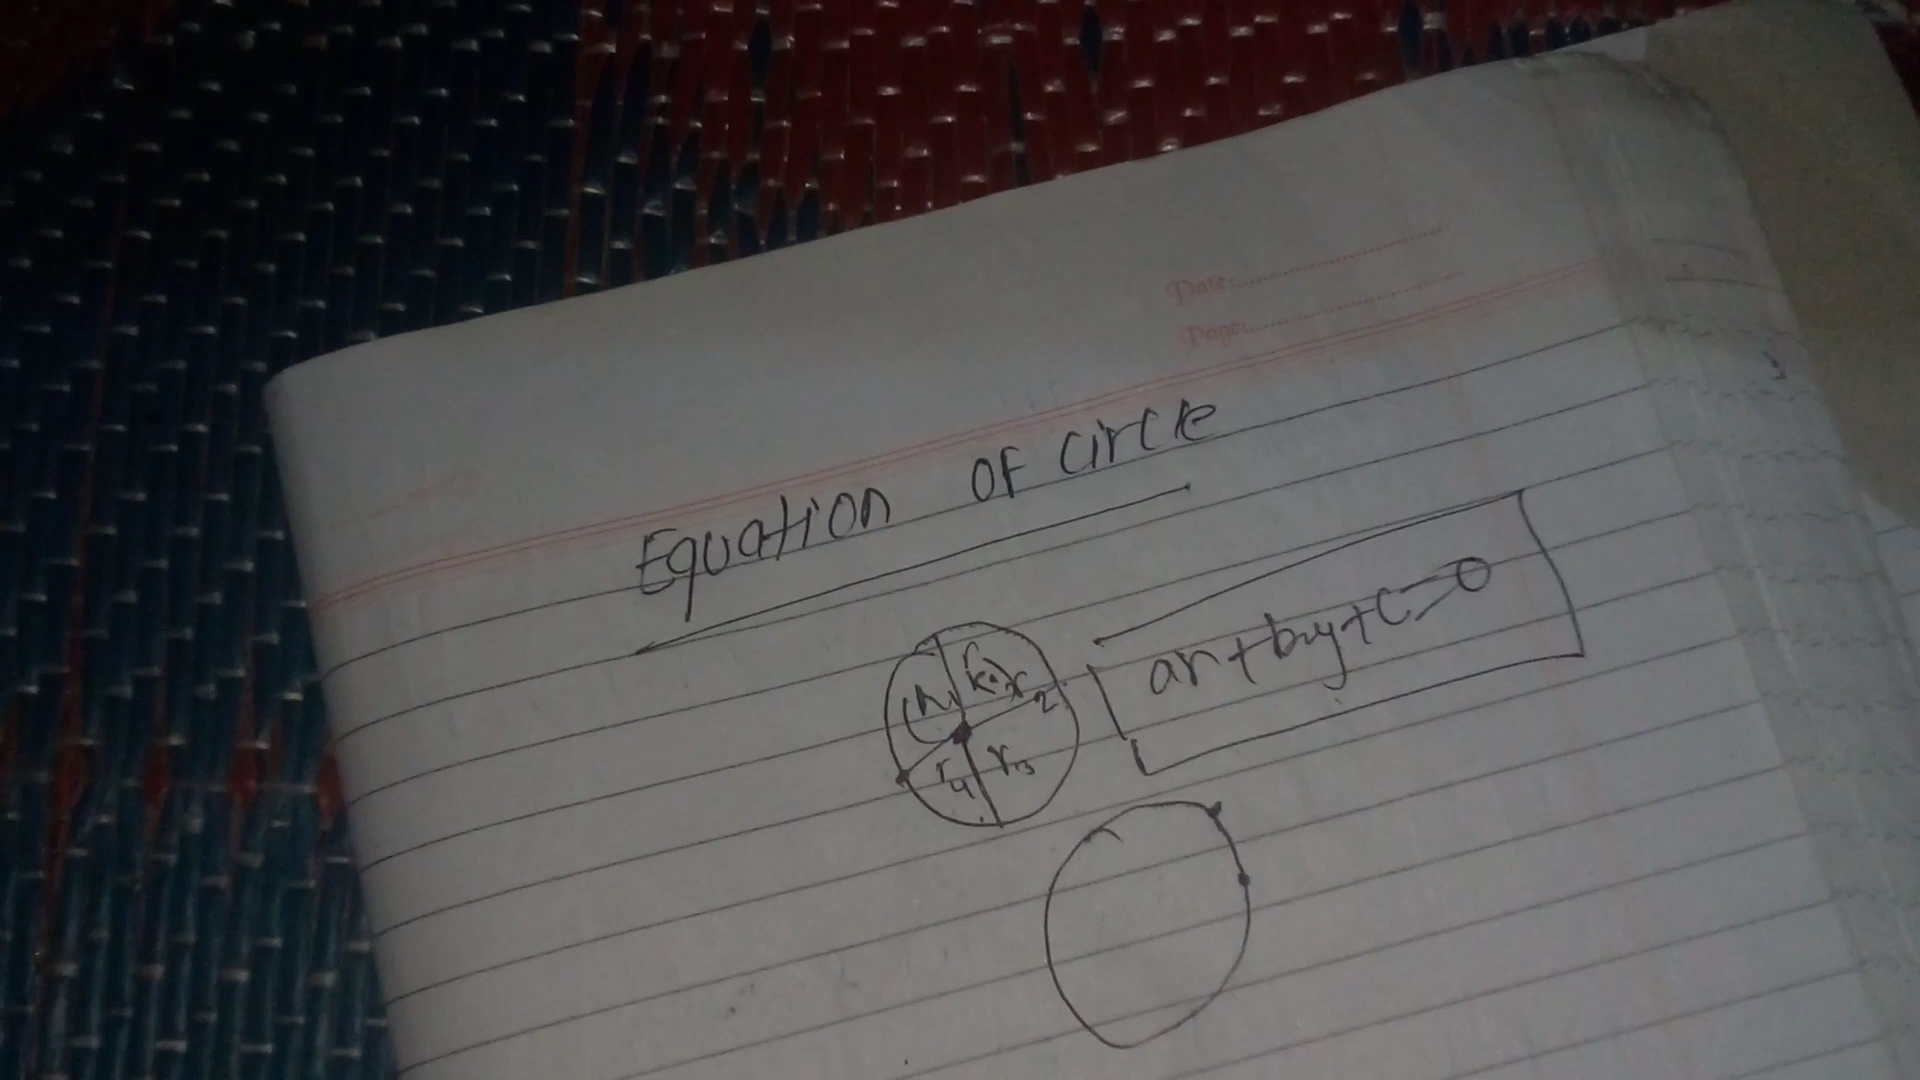 Date:
Page:
Equation OF circle
(h, k)
r2
r3
r4
ax+by+c=0